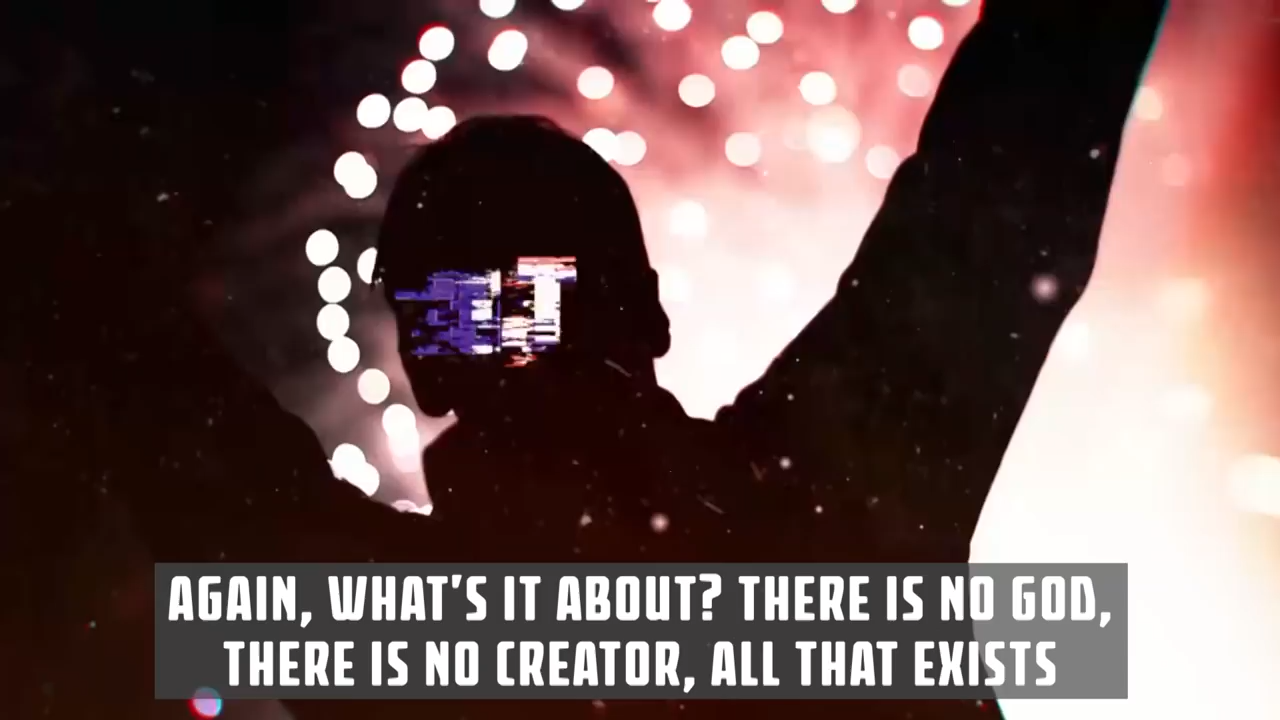 AGAIN, WHAT'S IT ABOUT? THERE IS NO GOD,
THERE IS NO CREATOR, ALL THAT EXISTS